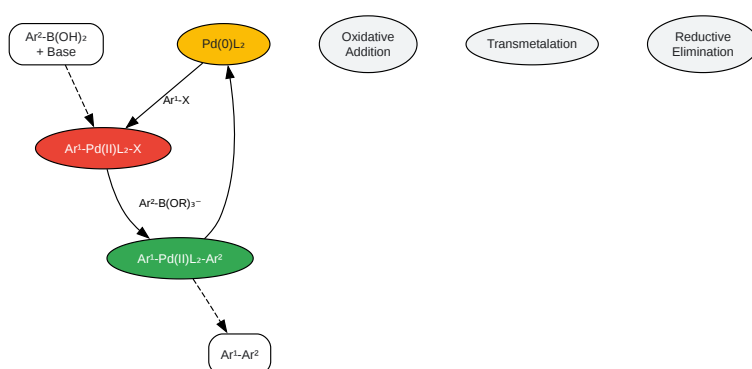 Ar²-B(OH)₂
+ Base
Pd(0)L₂
Oxidative
Addition
Transmetalation
Reductive
Elimination
Ar¹-X
Ar¹-Pd(II)L₂-X
Ar²-B(OR)₃⁻
Ar¹-Pd(II)L₂-Ar²
Ar¹-Ar²